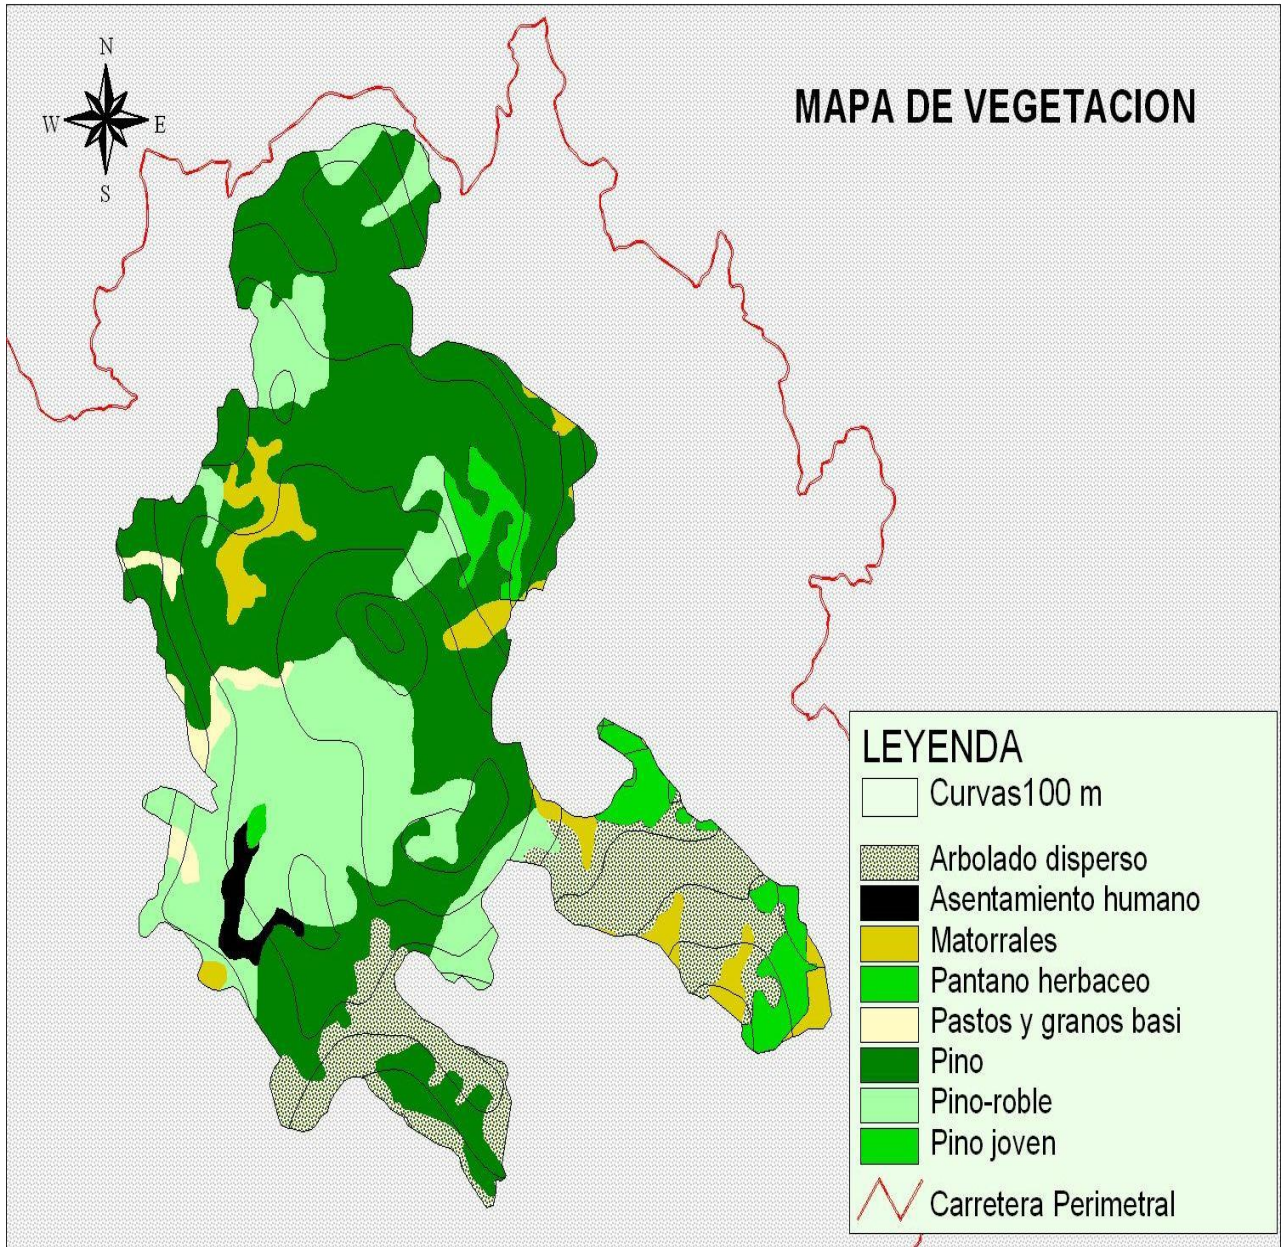 N
W E
S
MAPA DE VEGETACION
LEYENDA
Curvas100 m
Arbolado disperso
Asentamiento humano
Matorrales
Pantano herbaceo
Pastos y granos basi
Pino
Pino-roble
Pino joven
Carretera Perimetral